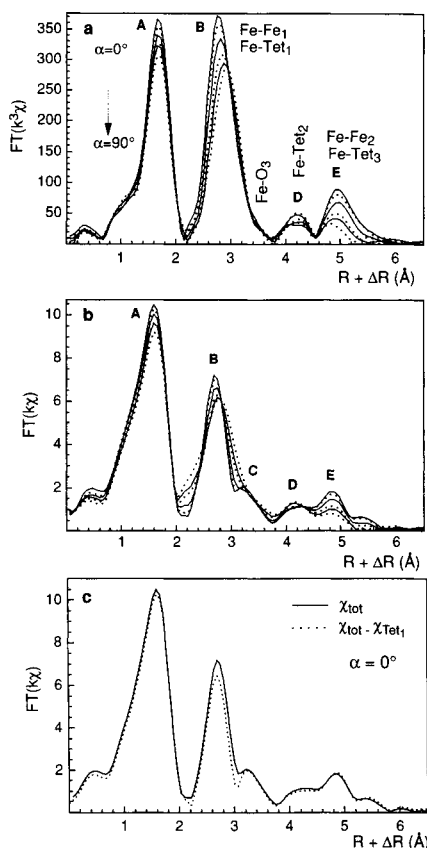 a
A
B
α=0°
α=90°
Fe-Fe₁
Fe-Tet₁
Fe-O₃
Fe-Tet₂
Fe-Fe₂
Fe-Tet₃
D
E
350
300
250
200
150
100
50
FT(k³χ)
1 2 3 4 5 6
R + ΔR (Å)
b
A
B
C
D
E
10
8
6
4
2
FT(kχ)
1 2 3 4 5 6
R + ΔR (Å)
c
χtot
χtot - χTet₁
α = 0°
10
8
6
4
2
FT(kχ)
1 2 3 4 5 6
R + ΔR (Å)